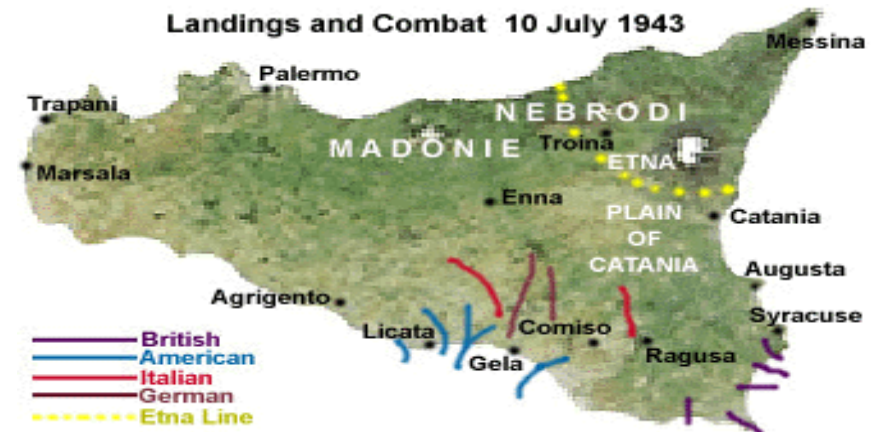 Landings and Combat 10 July 1943
Messina
Palermo
Trapani
NEBRODI
Troina
MADONIE
ETNA
Marsala
Enna
PLAIN
OF
CATANIA
Catania
Augusta
Agrigento
Syracuse
Licata
Comiso
Ragusa
Gela
British
American
Italian
German
Etna Line